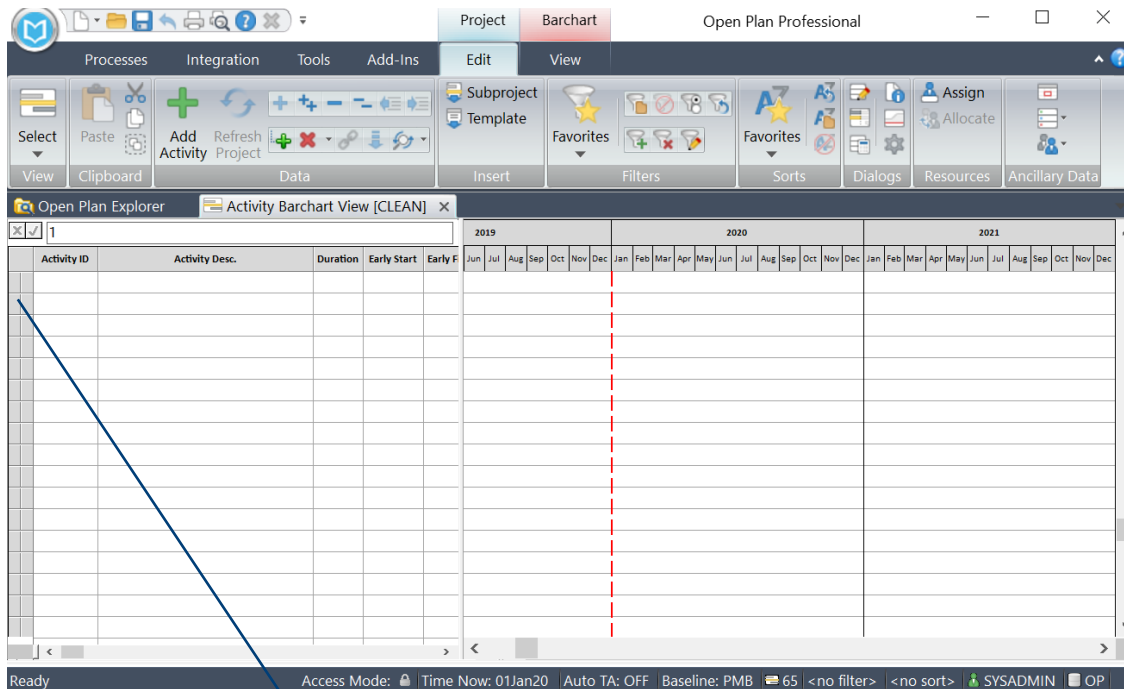 Project Barchart Open Plan Professional
Processes Integration Tools Add-Ins Edit View
Select Paste Add Activity Refresh Project Subproject Template Favorites Favorites Assign Allocate
View Clipboard Data Insert Filters Sorts Dialogs Resources Ancillary Data
Open Plan Explorer Activity Barchart View [CLEAN]
1
2019 2020 2021
Activity ID Activity Desc. Duration Early Start Early F Jun Jul Aug Sep Oct Nov Dec Jan Feb Mar Apr May Jun Jul Aug Sep Oct Nov Dec Jan Feb Mar Apr May Jun Jul Aug Sep Oct Nov Dec
Ready Access Mode: Time Now: 01Jan20 Auto TA: OFF Baseline: PMB 65 <no filter> <no sort> SYSADMIN OP